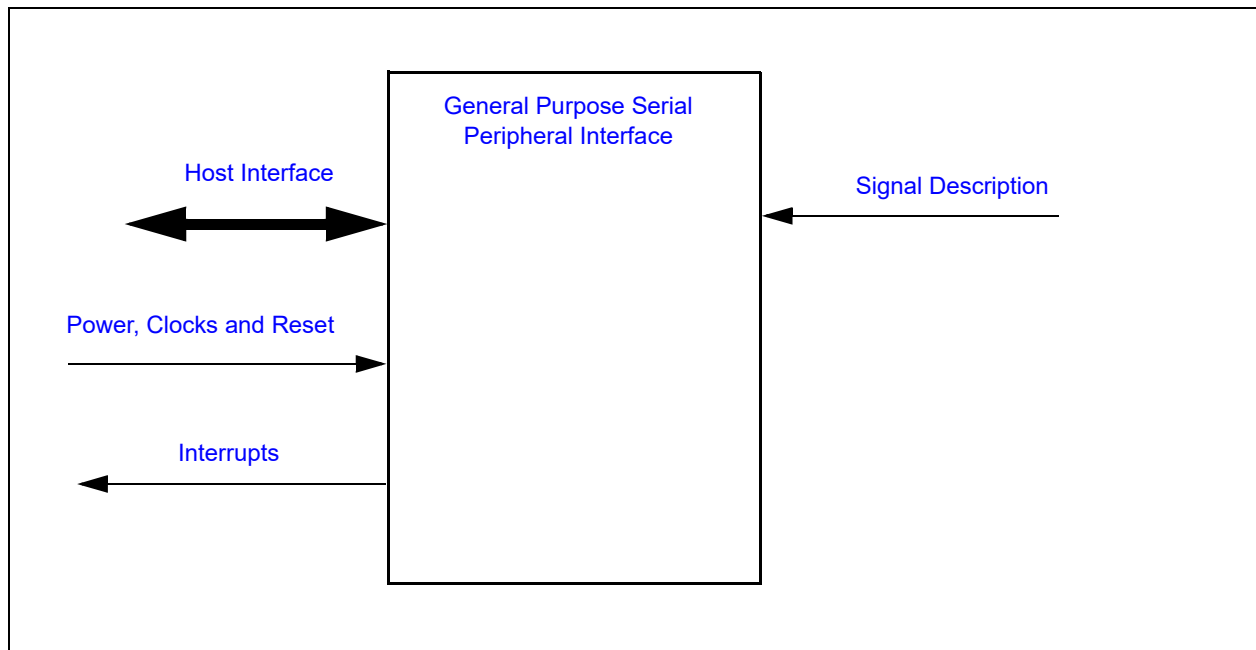 General Purpose Serial
Peripheral Interface
Host Interface
Signal Description
Power, Clocks and Reset
Interrupts